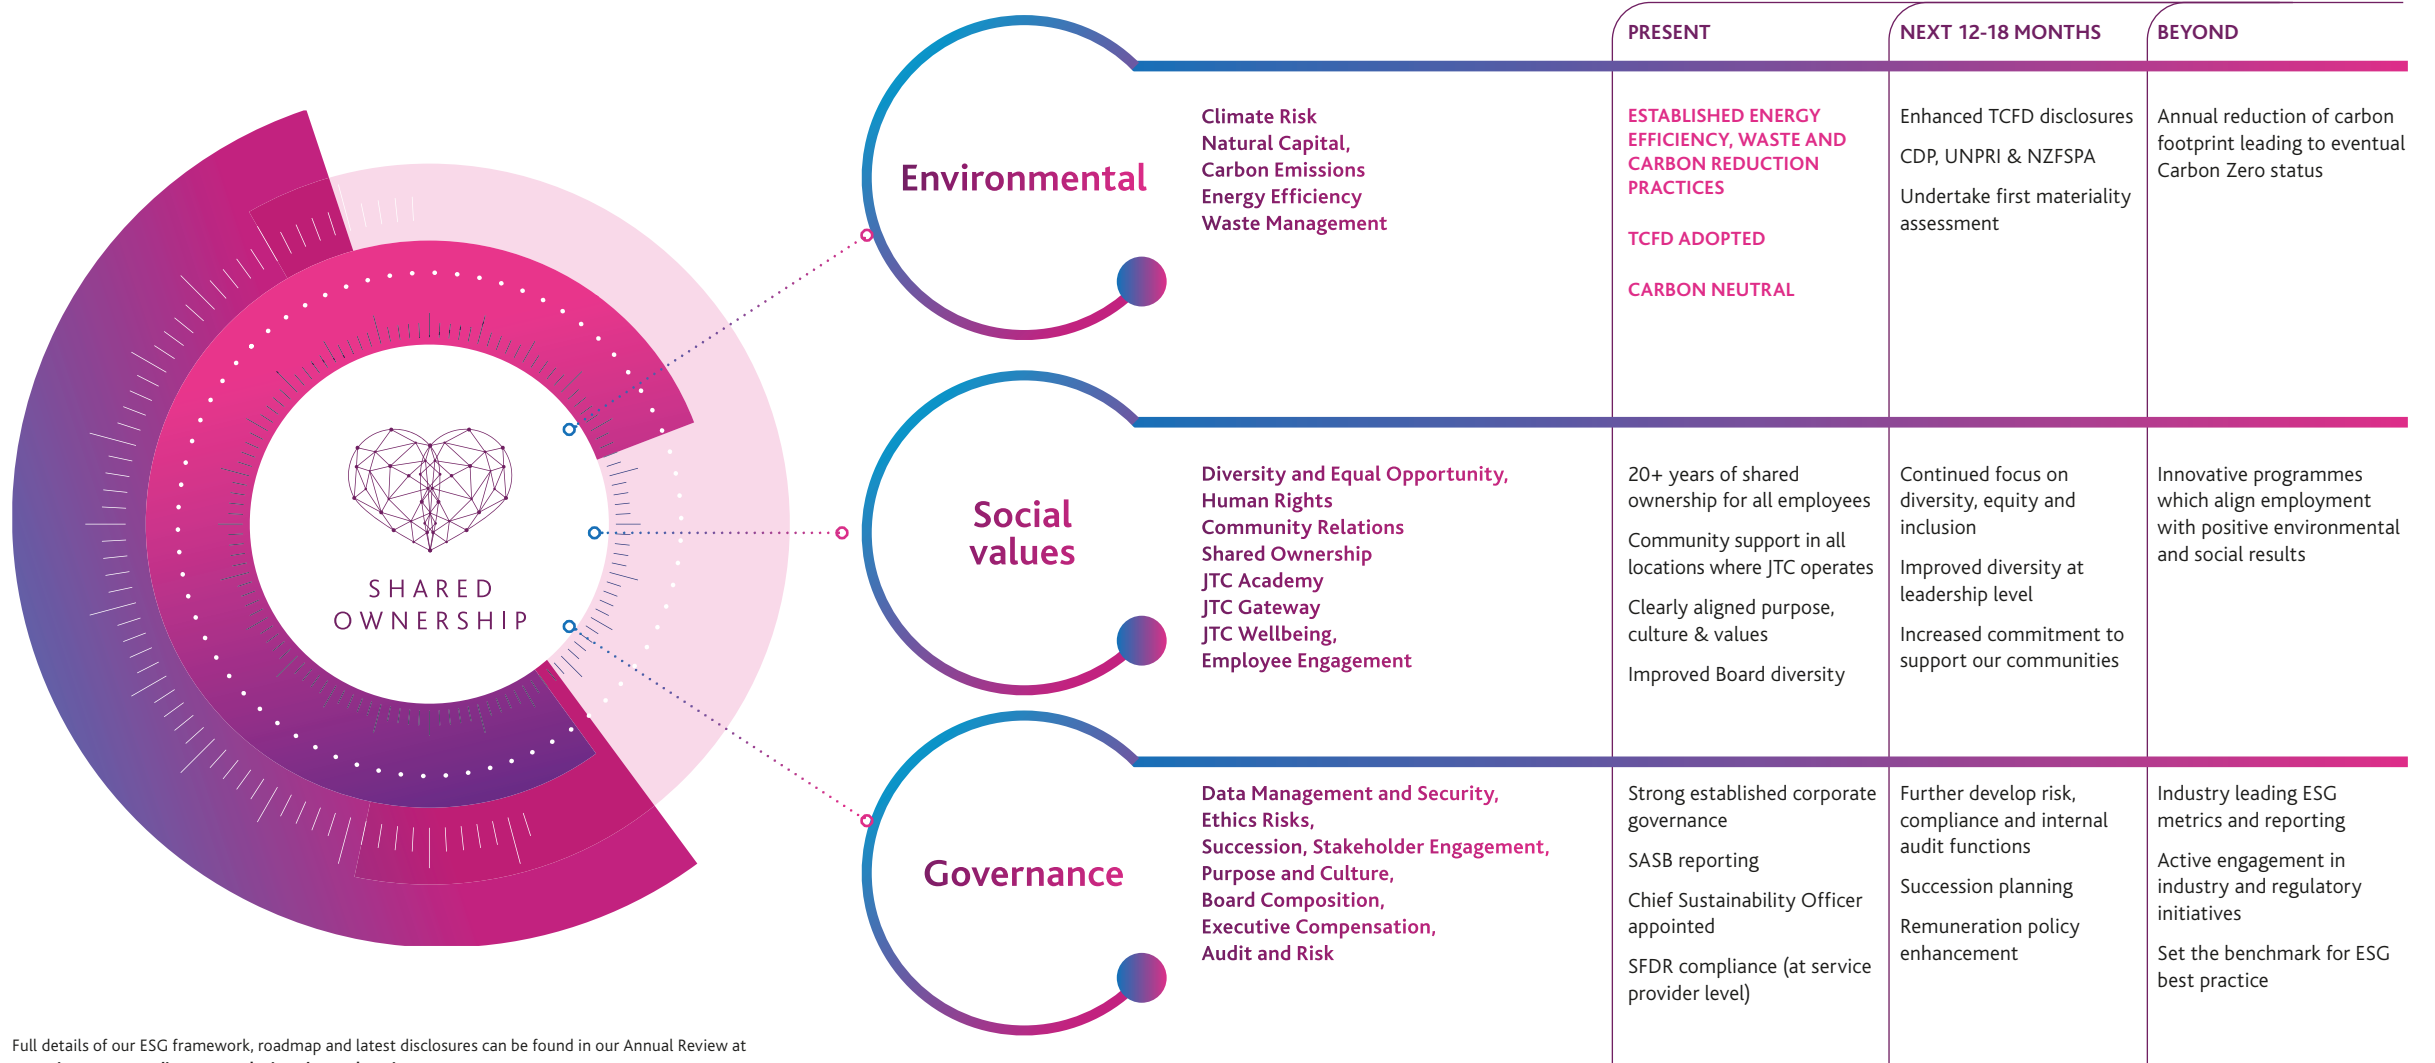 PRESENT
NEXT 12-18 MONTHS
BEYOND
Environmental
Climate Risk
Natural Capital,
Carbon Emissions
Energy Efficiency
Waste Management
ESTABLISHED ENERGY
EFFICIENCY, WASTE AND
CARBON REDUCTION
PRACTICES
TCFD ADOPTED
CARBON NEUTRAL
Enhanced TCFD disclosures
CDP, UNPRI & NZFSPA
Undertake first materiality
assessment
Annual reduction of carbon
footprint leading to eventual
Carbon Zero status
SHARED
OWNERSHIP
Social
values
Diversity and Equal Opportunity,
Human Rights
Community Relations
Shared Ownership
JTC Academy
JTC Gateway
JTC Wellbeing,
Employee Engagement
20+ years of shared
ownership for all employees
Community support in all
locations where JTC operates
Clearly aligned purpose,
culture & values
Improved Board diversity
Continued focus on
diversity, equity and
inclusion
Improved diversity at
leadership level
Increased commitment to
support our communities
Innovative programmes
which align employment
with positive environmental
and social results
Governance
Data Management and Security,
Ethics Risks,
Succession, Stakeholder Engagement,
Purpose and Culture,
Board Composition,
Executive Compensation,
Audit and Risk
Strong established corporate
governance
SASB reporting
Chief Sustainability Officer
appointed
SFDR compliance (at service
provider level)
Further develop risk,
compliance and internal
audit functions
Succession planning
Remuneration policy
enhancement
Industry leading ESG
metrics and reporting
Active engagement in
industry and regulatory
initiatives
Set the benchmark for ESG
best practice
Full details of our ESG framework, roadmap and latest disclosures can be found in our Annual Review at